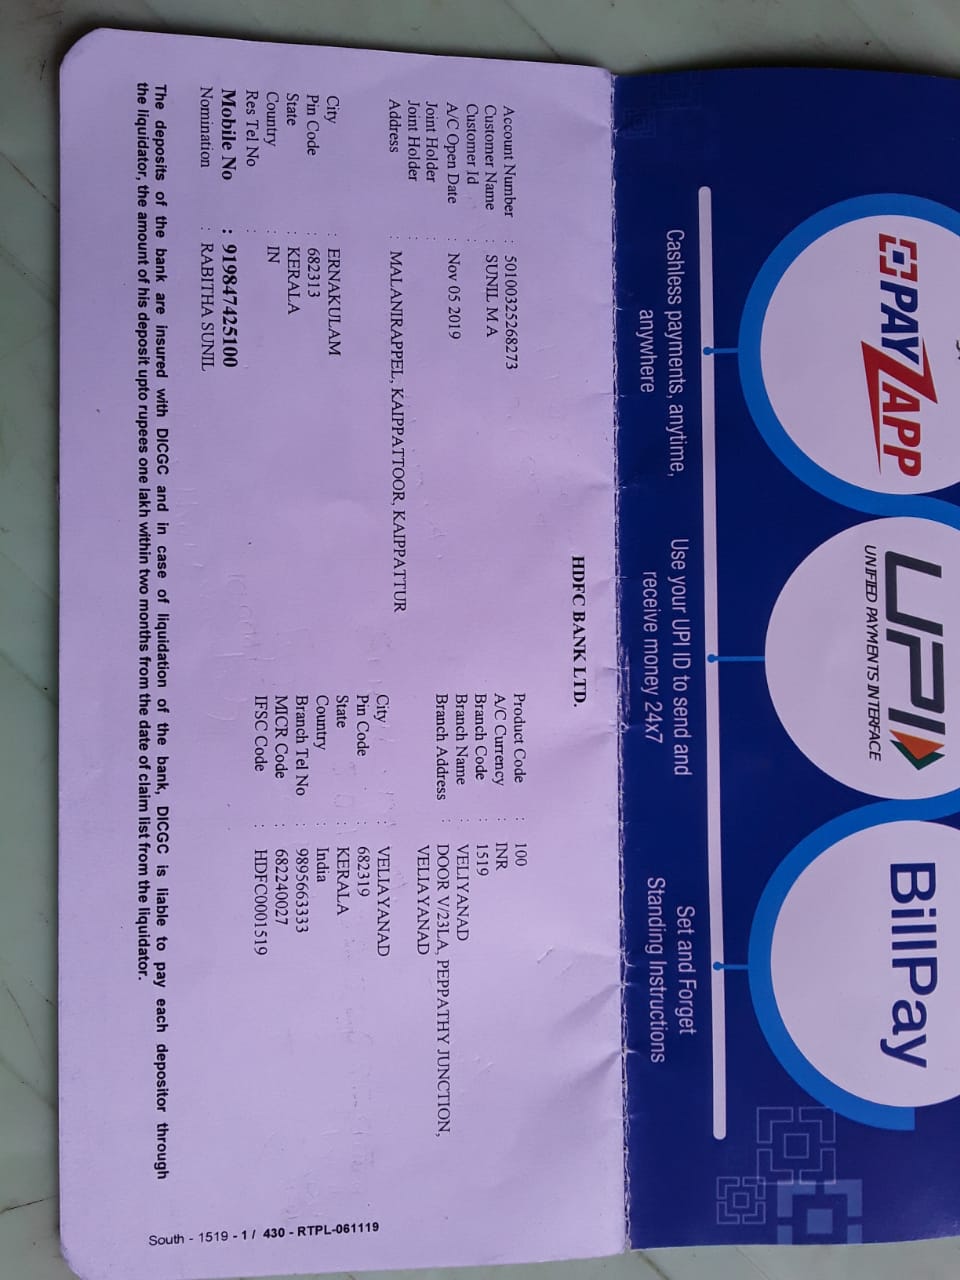 PAYZAPP
UPI
UNIFIED PAYMENTS INTERFACE
BillPay
Cashless payments, anytime,
anywhere
Use your UPI ID to send and
receive money 24x7
Set and Forget
Standing Instructions
HDFC BANK LTD.
Account Number : 50100325268273
Customer Name : SUNIL M A
Customer Id :
A/C Open Date : Nov 05 2019
Joint Holder :
Joint Holder :
Address : MALANIRAPPEL, KAIPPATTOOR, KAIPPATTUR
City : ERNAKULAM
Pin Code : 682313
State : KERALA
Country : IN
Res Tel No :
Mobile No : 919847425100
Nomination : RABITHA SUNIL
Product Code : 100
A/C Currency : INR
Branch Code : 1519
Branch Name : VELIYANAD
Branch Address : DOOR V/23LA, PEPPATHY JUNCTION,
VELIAYANAD
City : VELIAYANAD
Pin Code : 682319
State : KERALA
Country : India
Branch Tel No : 9895663333
MICR Code : 682240027
IFSC Code : HDFC0001519
The deposits of the bank are insured with DICGC and in case of liquidation of the bank, DICGC is liable to pay each depositor through
the liquidator, the amount of his deposit upto rupees one lakh within two months from the date of claim list from the liquidator.
South - 1519 - 1 / 430 - RTPL-061119